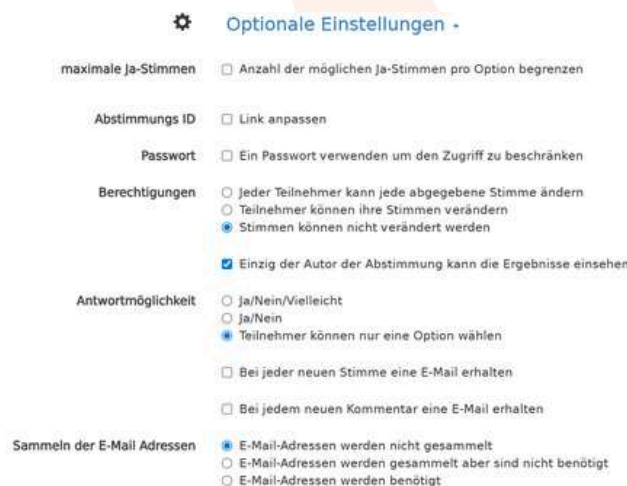 Optionale Einstellungen
maximale Ja-Stimmen Anzahl der möglichen Ja-Stimmen pro Option begrenzen
Abstimmungs ID Link anpassen
Passwort Ein Passwort verwenden um den Zugriff zu beschränken
Berechtigungen Jeder Teilnehmer kann jede abgegebene Stimme ändern
Teilnehmer können ihre Stimmen verändern
Stimmen können nicht verändert werden
Einzig der Autor der Abstimmung kann die Ergebnisse einsehen
Antwortmöglichkeit Ja/Nein/Vielleicht
Ja/Nein
Teilnehmer können nur eine Option wählen
Bei jeder neuen Stimme eine E-Mail erhalten
Bei jedem neuen Kommentar eine E-Mail erhalten
Sammeln der E-Mail Adressen E-Mail-Adressen werden nicht gesammelt
E-Mail-Adressen werden gesammelt aber sind nicht benötigt
E-Mail-Adressen werden benötigt